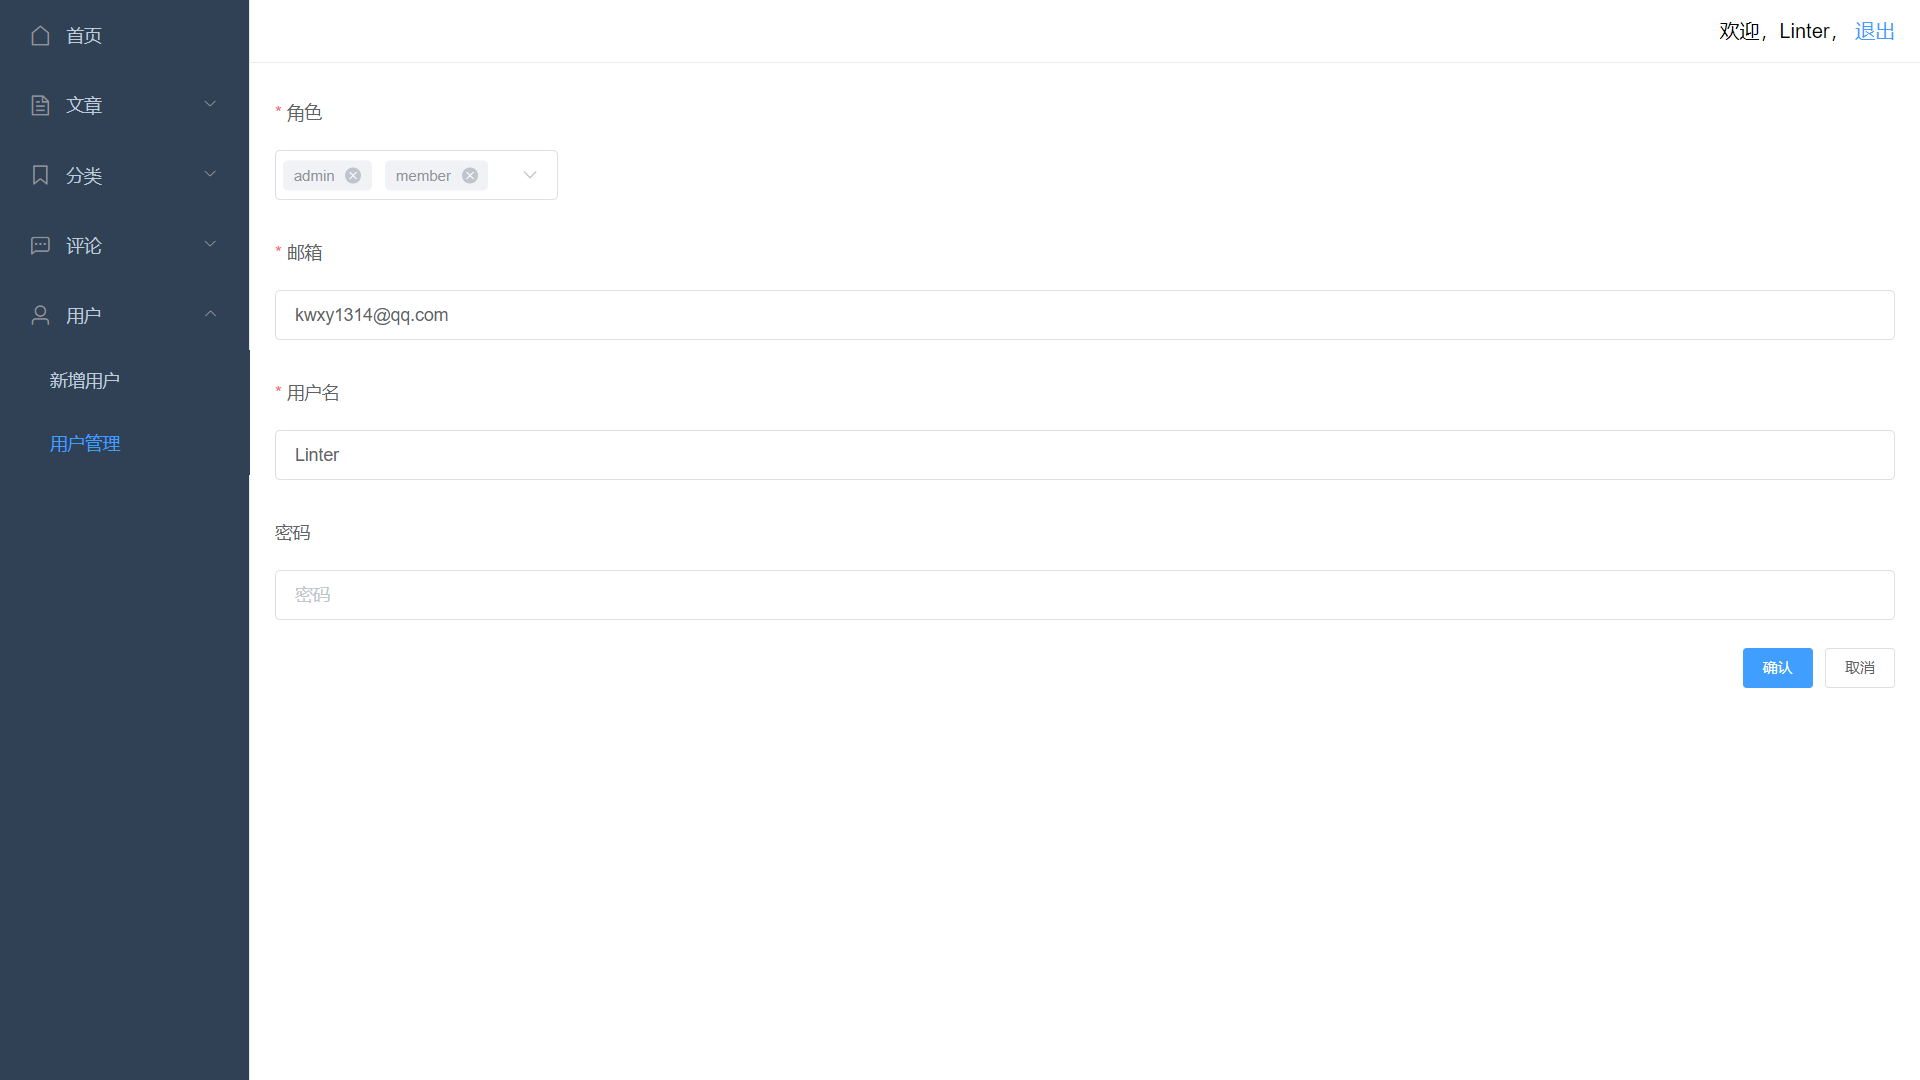 首页
文章
分类
评论
用户
新增用户
用户管理
欢迎，Linter， 退出
* 角色
admin member
* 邮箱
kwxy1314@qq.com
* 用户名
Linter
密码
密码
确认 取消